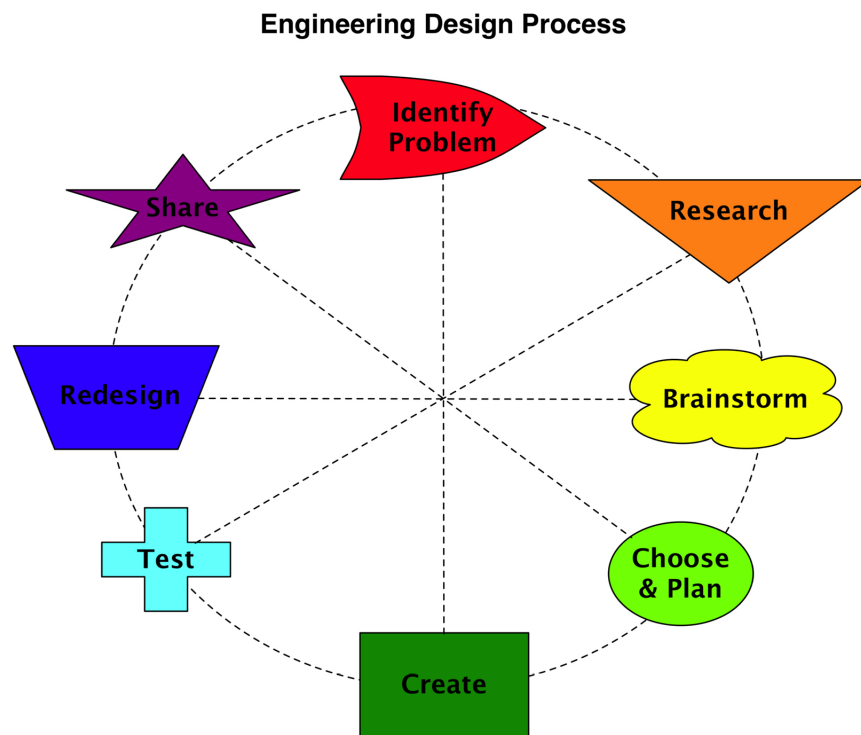 Engineering Design Process
Identify
Problem
Research
Brainstorm
Choose
& Plan
Create
Test
Redesign
Share